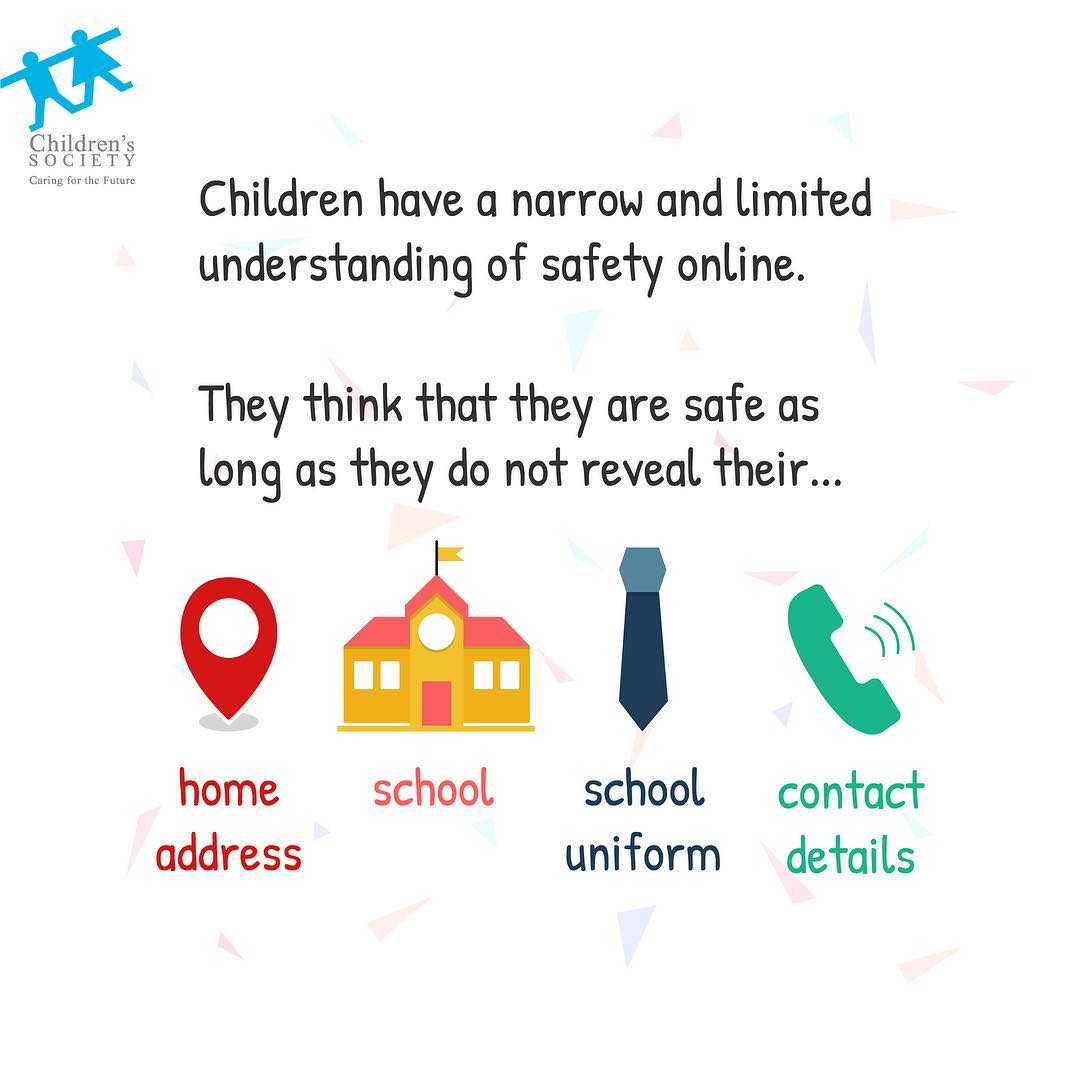 Children's
SOCIETY
Caring for the Future
Children have a narrow and limited
understanding of safety online.
They think that they are safe as
long as they do not reveal their...
home
address
school
school
uniform
contact
details